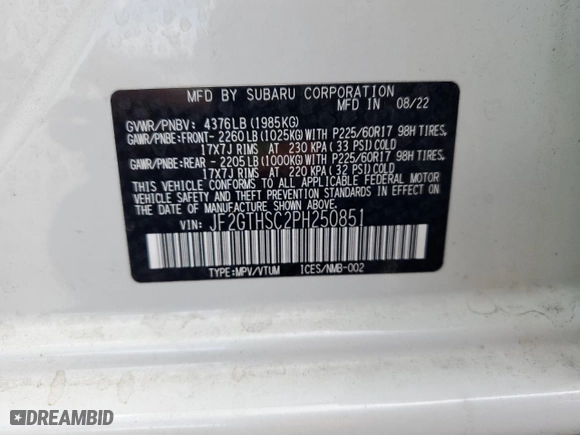 MFD BY SUBARU CORPORATION
MADE IN 08/22
GVWR/PNBV: 4376LB (1985KG)
GAWR/PNBE:FRONT- 2260LB(1025KG)WITH P225/60R17 98H TIRES,
17X7J RIMS AT 230 KPA (33 PSI)COLD
GAWR/PNBE:REAR - 2205LB(1000KG)WITH P225/60R17 98H TIRES,
17X7J RIMS AT 220 KPA (32 PSI)COLD
THIS VEHICLE CONFORMS TO ALL APPLICABLE FEDERAL MOTOR
VEHICLE SAFETY AND THEFT PREVENTION STANDARDS IN EFFECT
ON THE DATE OF MANUFACTURE SHOWN ABOVE.
VIN: JF2GTHSC2PH250851
TYPE:MPV/VTUM ICES/NMB-002
DREAMBID